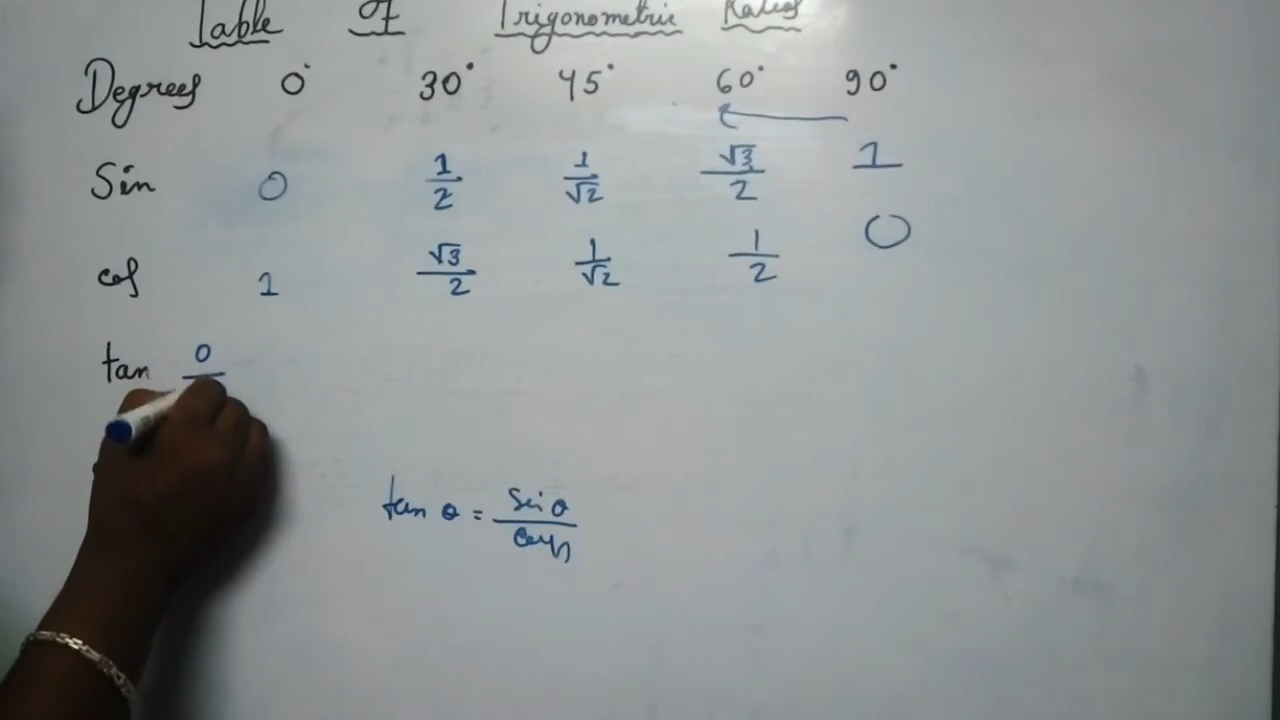 Table Of Trigonometric Ratios
Degrees 0° 30° 45° 60° 90°
Sin 0 1/2 1/√2 √3/2 1
cos 1 √3/2 1/√2 1/2 0
tan 0
tan θ = Sin θ